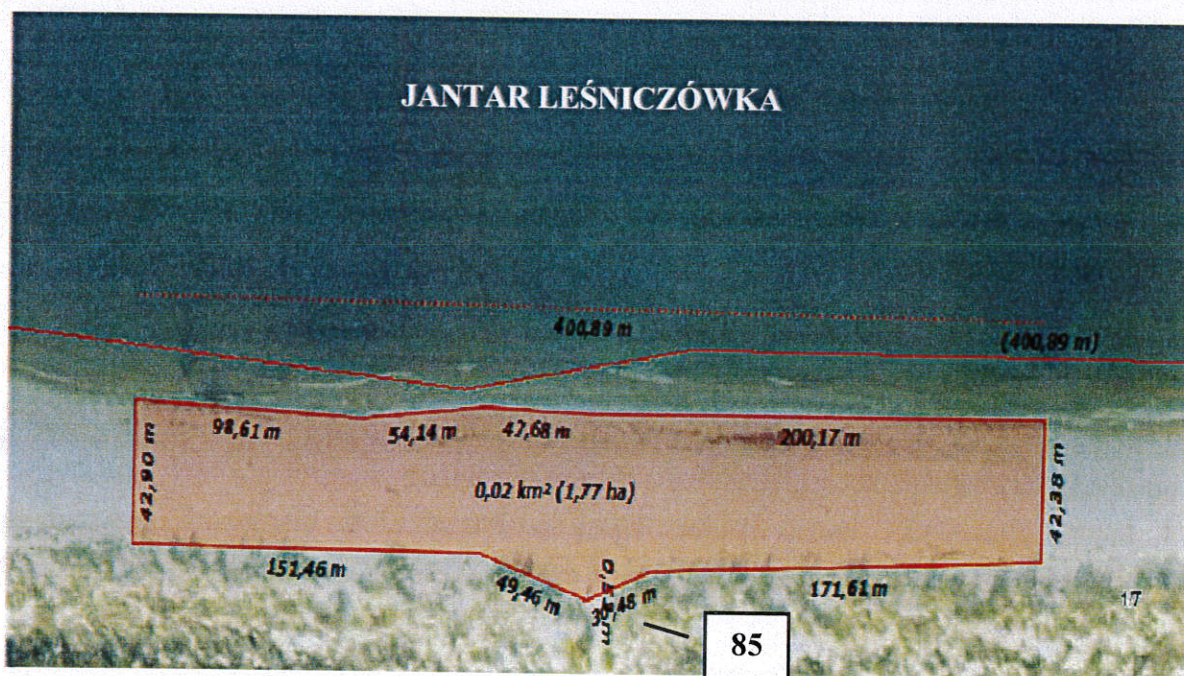 JANTAR LEŚNICZÓWKA
400,89 m
(400,89 m)
98,61 m
54,14 m
47,68 m
200,17 m
42,90 m
0,02 km² (1,77 ha)
42,38 m
151,46 m
49,46 m
171,61 m
17
85